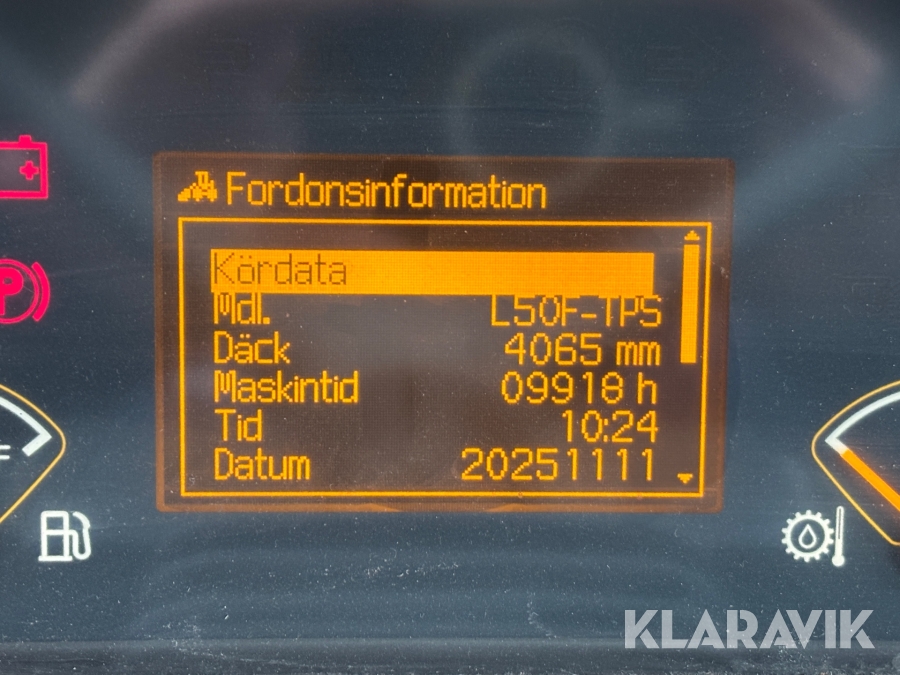 Fordonsinformation
Kördata
Mdl. L50F-TPS
Däck 4065 mm
Maskintid 09918 h
Tid 10:24
Datum 20251111
P
KLARAVIK